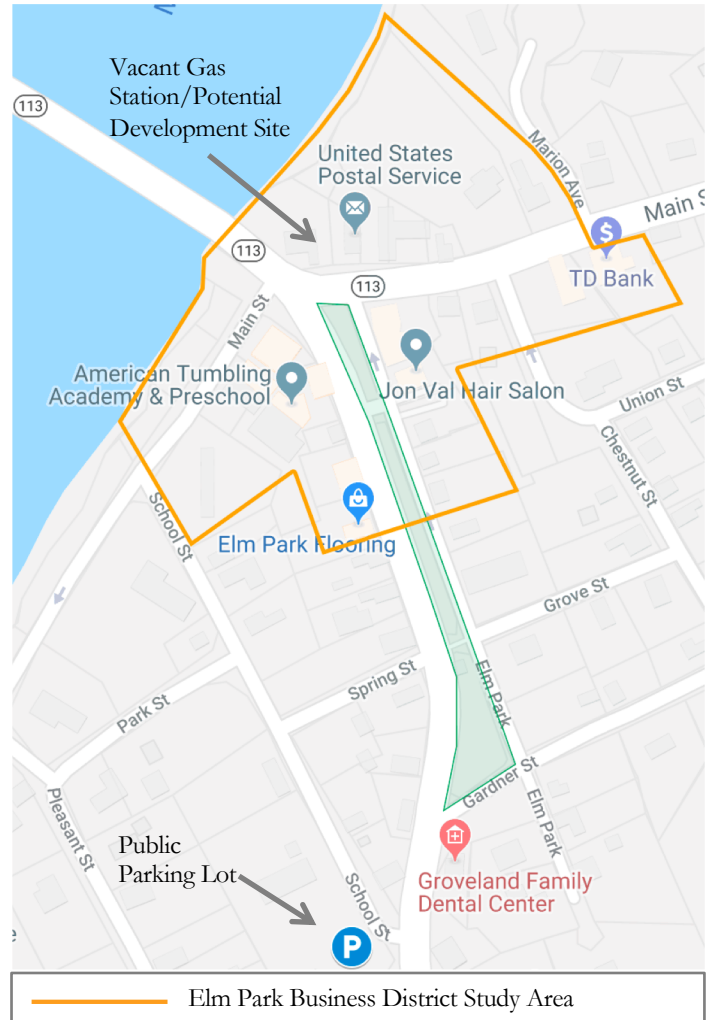 Vacant Gas
Station/Potential
Development Site
113
United States
Postal Service
Marion Ave
Main S
113
$
TD Bank
113
Main St
American Tumbling
Academy & Preschool
Jon Val Hair Salon
Union St
Chestnut St
School St
Elm Park Flooring
Grove St
Spring St
Elm Park
Park St
Gardner St
Pleasant St
Elm Park
Public
Parking Lot
School St
Groveland Family
Dental Center
P
e
Elm Park Business District Study Area